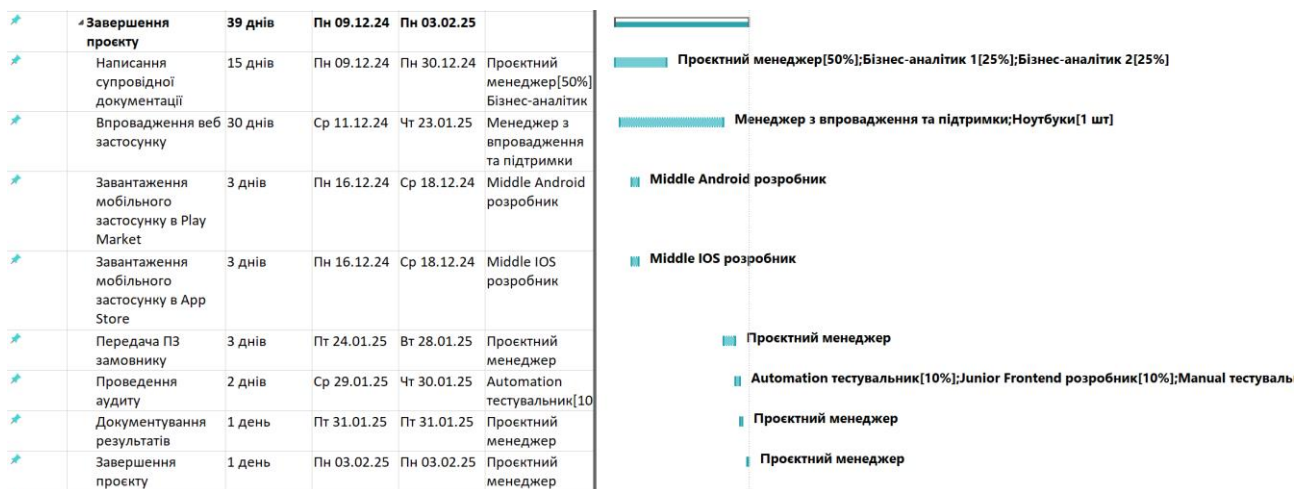 Завершення 39 днів Пн 09.12.24 Пн 03.02.25
проєкту
Написання 15 днів Пн 09.12.24 Пн 30.12.24 Проєктний Проєктний менеджер[50%];Бізнес-аналітик 1[25%];Бізнес-аналітик 2[25%]
супровідної менеджер[50%]
документації Бізнес-аналітик
Впровадження веб 30 днів Ср 11.12.24 Чт 23.01.25 Менеджер з Менеджер з впровадження та підтримки;Ноутбуки[1 шт]
застосунку впровадження
та підтримки
Завантаження 3 днів Пн 16.12.24 Ср 18.12.24 Middle Android Middle Android розробник
мобільного розробник
застосунку в Play
Market
Завантаження 3 днів Пн 16.12.24 Ср 18.12.24 Middle IOS Middle IOS розробник
мобільного розробник
застосунку в App
Store
Передача ПЗ 3 днів Пт 24.01.25 Вт 28.01.25 Проєктний Проєктний менеджер
замовнику менеджер
Проведення 2 днів Ср 29.01.25 Чт 30.01.25 Automation Automation тестувальник[10%];Junior Frontend розробник[10%];Manual тестуваль
аудиту тестувальник[10
Документування 1 день Пт 31.01.25 Пт 31.01.25 Проєктний Проєктний менеджер
результатів менеджер
Завершення 1 день Пн 03.02.25 Пн 03.02.25 Проєктний Проєктний менеджер
проєкту менеджер